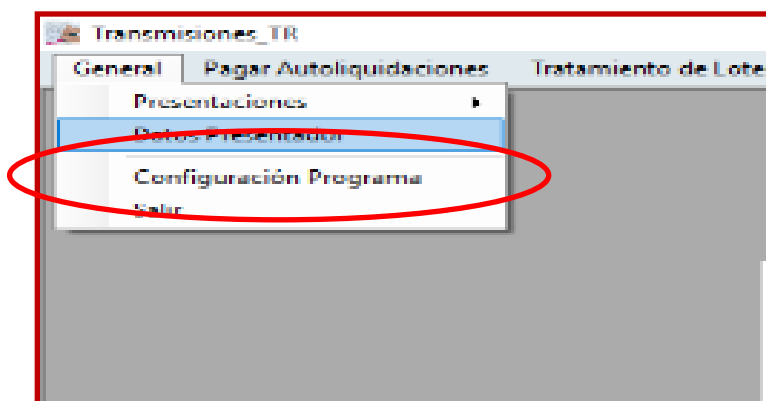 Transmisiones_TR
General Pagar Autoliquidaciones Tratamiento de Lote
Presentaciones
Datos Presentador
Configuración Programa
Salir